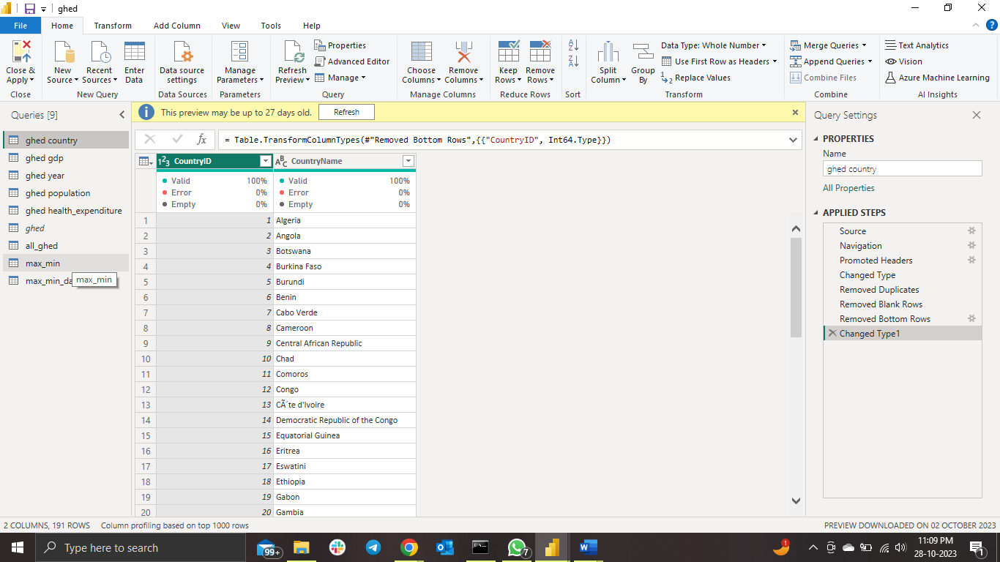 ghed
File Home Transform Add Column View Tools Help
Close & Apply
Close
New Source
Recent Sources
Enter Data
New Query
Data source settings
Data Sources
Manage Parameters
Parameters
Refresh Preview
Properties
Advanced Editor
Manage
Query
Choose Columns
Remove Columns
Manage Columns
Keep Rows
Remove Rows
Reduce Rows
Sort
Split Column
Group By
Data Type: Whole Number
Use First Row as Headers
Replace Values
Transform
Merge Queries
Append Queries
Combine Files
Combine
Text Analytics
Vision
Azure Machine Learning
AI Insights
Queries [9]
ghed country
ghed gdp
ghed year
ghed population
ghed health_expenditure
ghed
all_ghed
max_min
max_min_da
max_min
This preview may be up to 27 days old. Refresh
= Table.TransformColumnTypes(#"Removed Bottom Rows",{{"CountryID", Int64.Type}})
CountryID CountryName
Valid 100% Valid 100%
Error 0% Error 0%
Empty 0% Empty 0%
1 1 Algeria
2 2 Angola
3 3 Botswana
4 4 Burkina Faso
5 5 Burundi
6 6 Benin
7 7 Cabo Verde
8 8 Cameroon
9 9 Central African Republic
10 10 Chad
11 11 Comoros
12 12 Congo
13 13 CÃ´te d'Ivoire
14 14 Democratic Republic of the Congo
15 15 Equatorial Guinea
16 16 Eritrea
17 17 Eswatini
18 18 Ethiopia
19 19 Gabon
20 20 Gambia
Query Settings
PROPERTIES
Name
ghed country
All Properties
APPLIED STEPS
Source
Navigation
Promoted Headers
Changed Type
Removed Duplicates
Removed Blank Rows
Removed Bottom Rows
Changed Type1
2 COLUMNS, 191 ROWS Column profiling based on top 1000 rows PREVIEW DOWNLOADED ON 02 OCTOBER 2023
Type here to search
99+
7
1
11:09 PM
28-10-2023
1